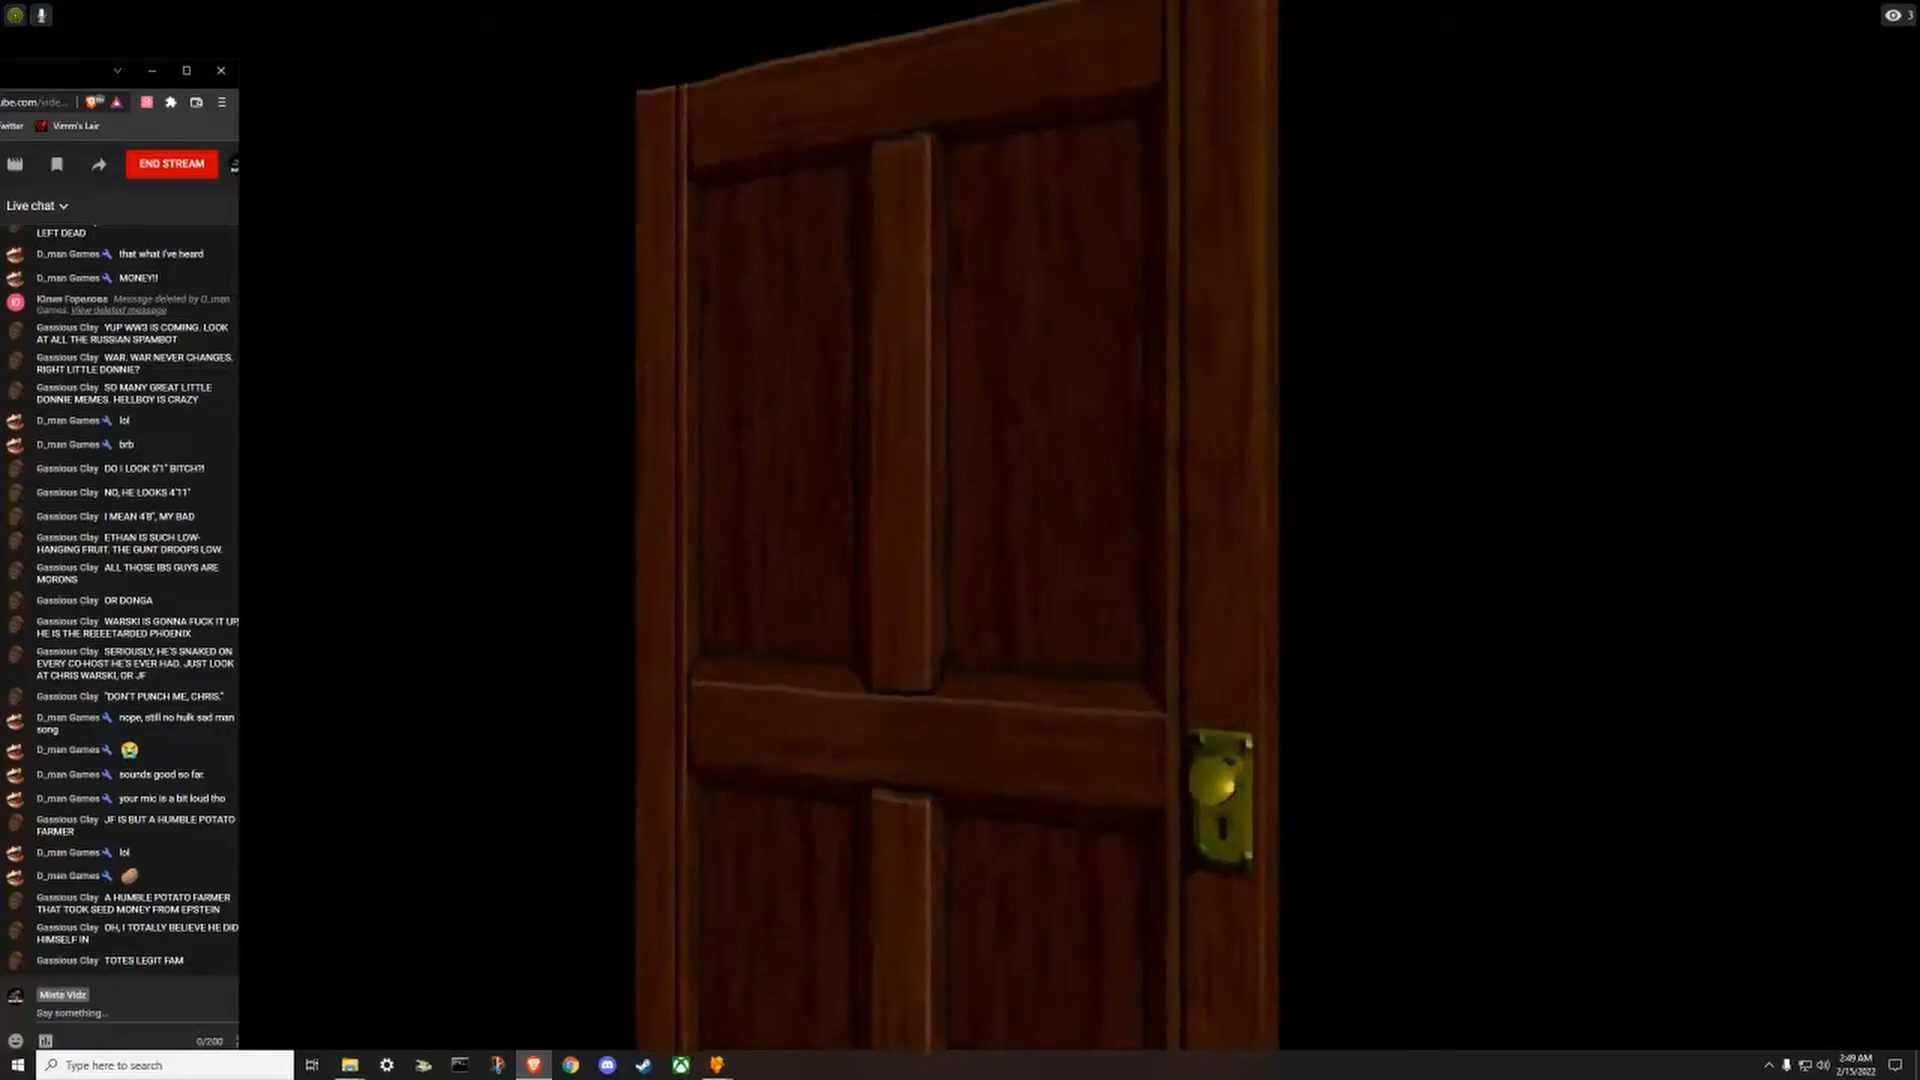 3
ube.com/vide...
witter Vimm's Lair
END STREAM
Live chat
LEFT DEAD
D_man Games that what I've heard
D_man Games MONEY!!
Юлия Горелова Message deleted by D_man
Games. View deleted message
Gassious Clay YUP WW3 IS COMING. LOOK
AT ALL THE RUSSIAN SPAMBOT
Gassious Clay WAR. WAR NEVER CHANGES.
RIGHT LITTLE DONNIE?
Gassious Clay SO MANY GREAT LITTLE
DONNIE MEMES. HELLBOY IS CRAZY
D_man Games lol
D_man Games brb
Gassious Clay DO I LOOK 5'1" BITCH?!
Gassious Clay NO, HE LOOKS 4'11"
Gassious Clay I MEAN 4'8", MY BAD
Gassious Clay ETHAN IS SUCH LOW-
HANGING FRUIT. THE GUNT DROOPS LOW.
Gassious Clay ALL THOSE IBS GUYS ARE
MORONS
Gassious Clay OR DONGA
Gassious Clay WARSKI IS GONNA FUCK IT UP,
HE IS THE REEEETARDED PHOENIX
Gassious Clay SERIOUSLY, HE'S SNAKED ON
EVERY CO-HOST HE'S EVER HAD. JUST LOOK
AT CHRIS WARSKI, OR JF
Gassious Clay "DON'T PUNCH ME, CHRIS."
D_man Games nope, still no hulk sad man
song
D_man Games
D_man Games sounds good so far.
D_man Games your mic is a bit loud tho
Gassious Clay JF IS BUT A HUMBLE POTATO
FARMER
D_man Games lol
D_man Games
Gassious Clay A HUMBLE POTATO FARMER
THAT TOOK SEED MONEY FROM EPSTEIN
Gassious Clay OH, I TOTALLY BELIEVE HE DID
HIMSELF IN
Gassious Clay TOTES LEGIT FAM
Mista Vidz
Say something...
0/200
Type here to search
2:49 AM
2/15/2022